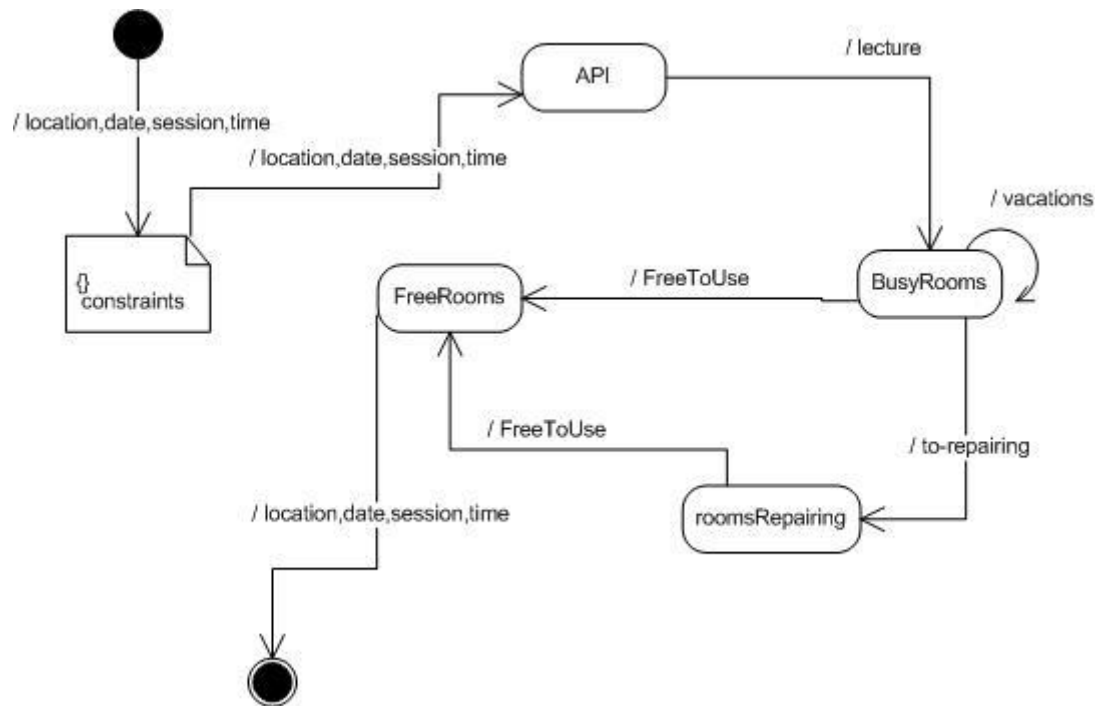 / lecture
API
/ location,date,session,time
/ location,date,session,time
/ vacations
{}
constraints
/ FreeToUse
FreeRooms
BusyRooms
/ FreeToUse
/ to-repairing
/ location,date,session,time
roomsRepairing